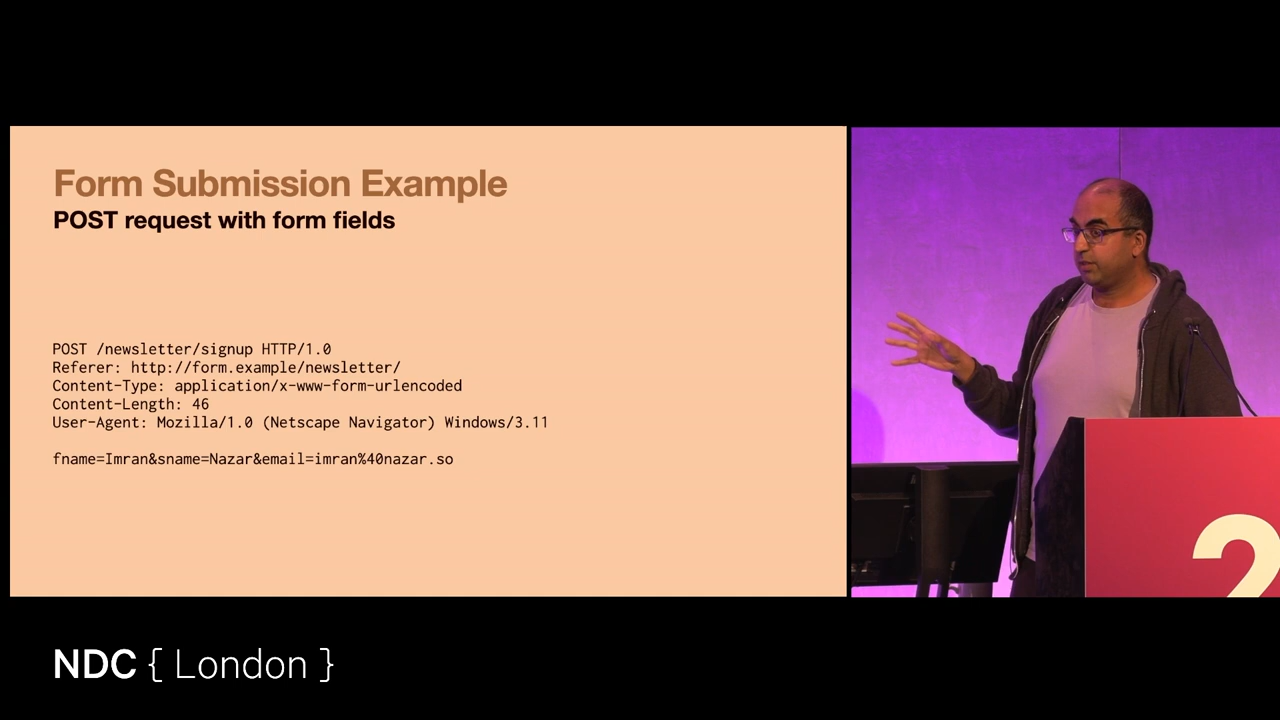 Form Submission Example
POST request with form fields
POST /newsletter/signup HTTP/1.0
Referer: http://form.example/newsletter/
Content-Type: application/x-www-form-urlencoded
Content-Length: 46
User-Agent: Mozilla/1.0 (Netscape Navigator) Windows/3.11
fname=Imran&sname=Nazar&email=imran%40nazar.so
2
NDC { London }